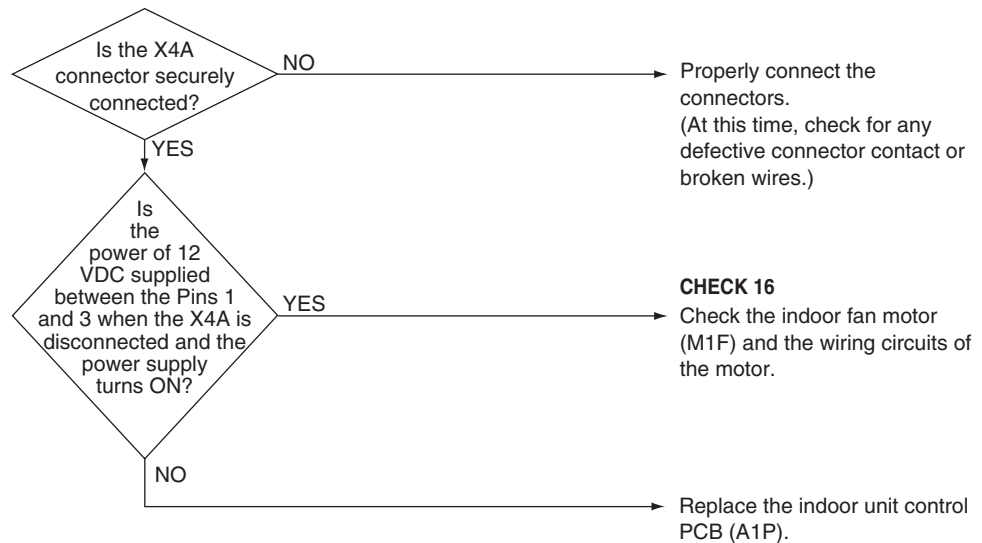 Is the X4A
connector securely
connected?
NO
Properly connect the
connectors.
(At this time, check for any
defective connector contact or
broken wires.)
YES
Is
the
power of 12
VDC supplied
between the Pins 1
and 3 when the X4A is
disconnected and the
power supply
turns ON?
YES
CHECK 16
Check the indoor fan motor
(M1F) and the wiring circuits of
the motor.
NO
Replace the indoor unit control
PCB (A1P).